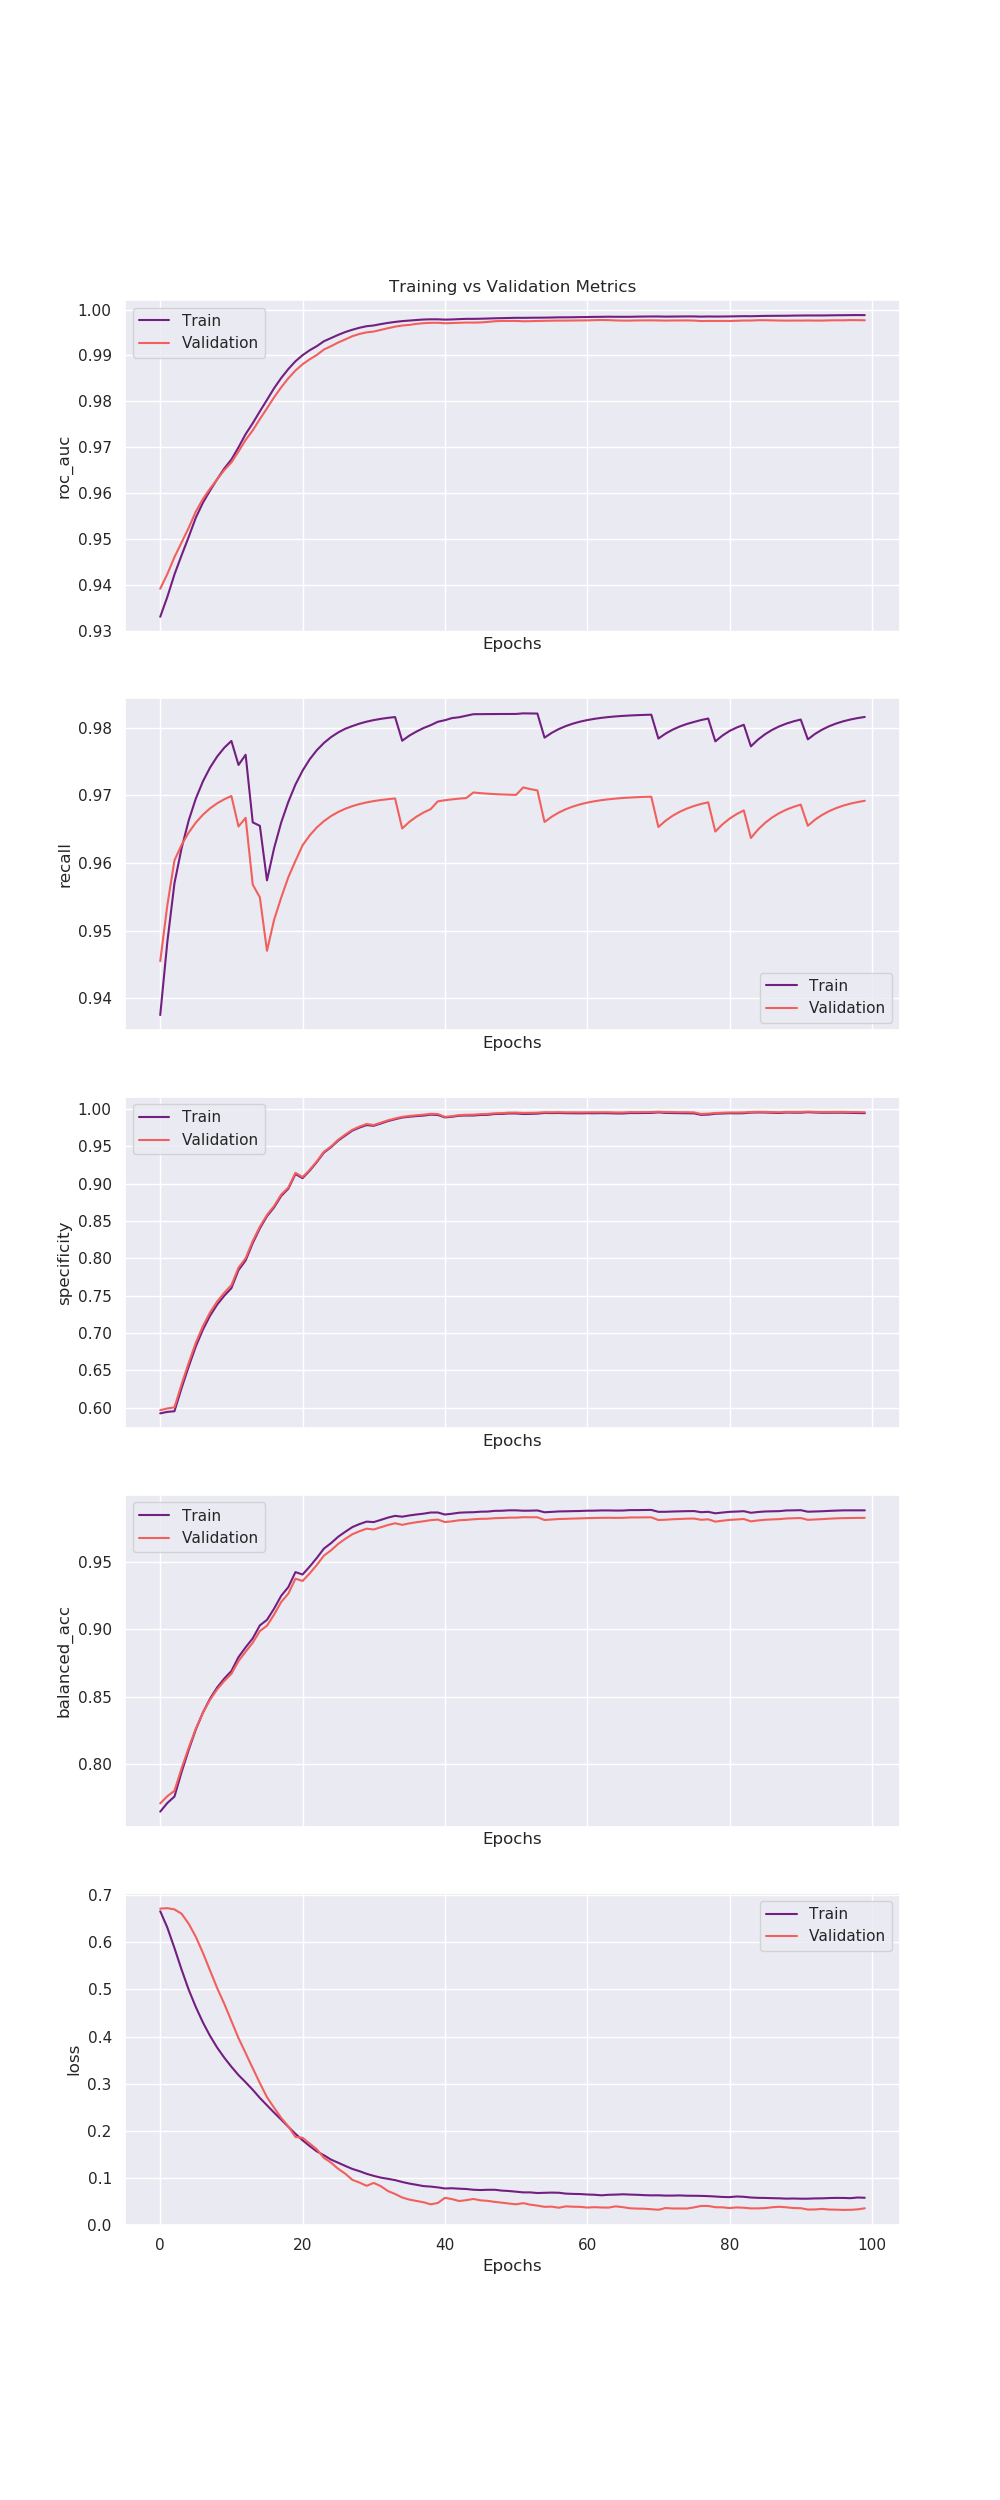 Training vs Validation Metrics
1.00
0.99
0.98
0.97
0.96
0.95
0.94
0.93
roc_auc
Train
Validation
Epochs
0.98
0.97
0.96
0.95
0.94
recall
Train
Validation
Epochs
1.00
0.95
0.90
0.85
0.80
0.75
0.70
0.65
0.60
specificity
Train
Validation
Epochs
0.95
0.90
0.85
0.80
balanced_acc
Train
Validation
Epochs
0.7
0.6
0.5
0.4
0.3
0.2
0.1
0.0
loss
Train
Validation
0 20 40 60 80 100
Epochs